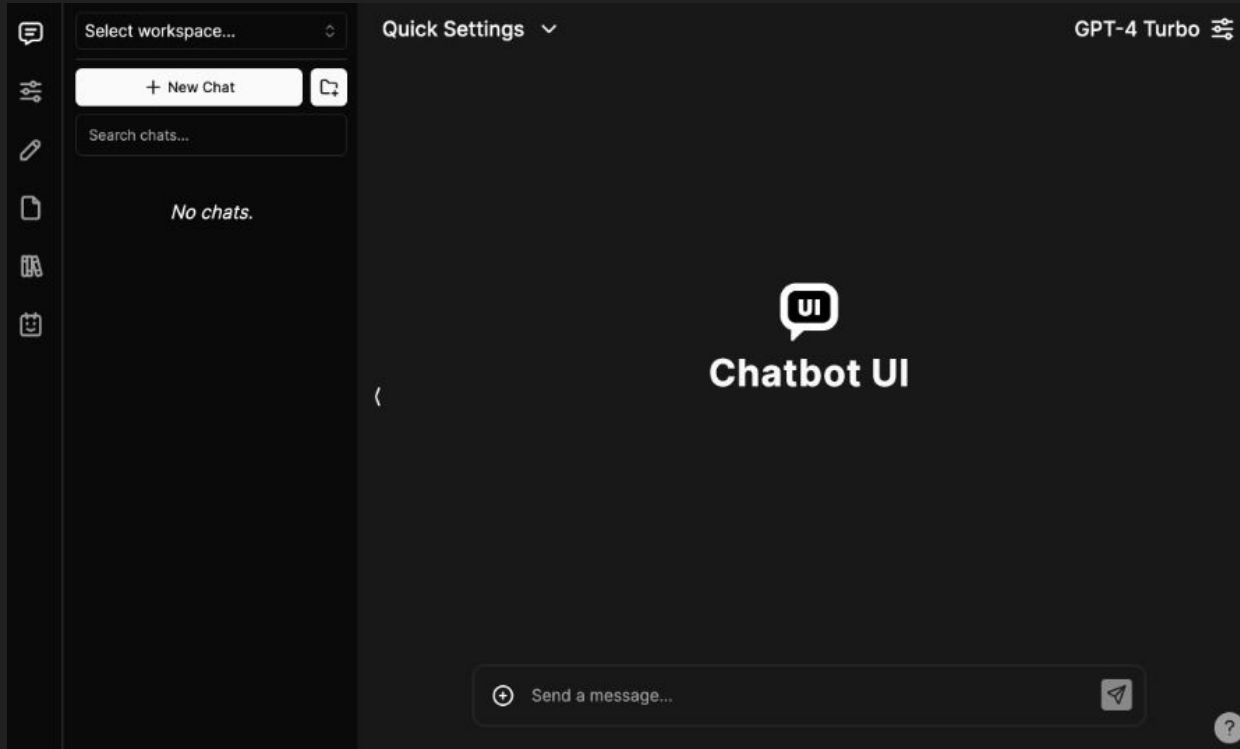 Select workspace...
Quick Settings
GPT-4 Turbo
+ New Chat
Search chats...
No chats.
UI
Chatbot UI
Send a message...
?